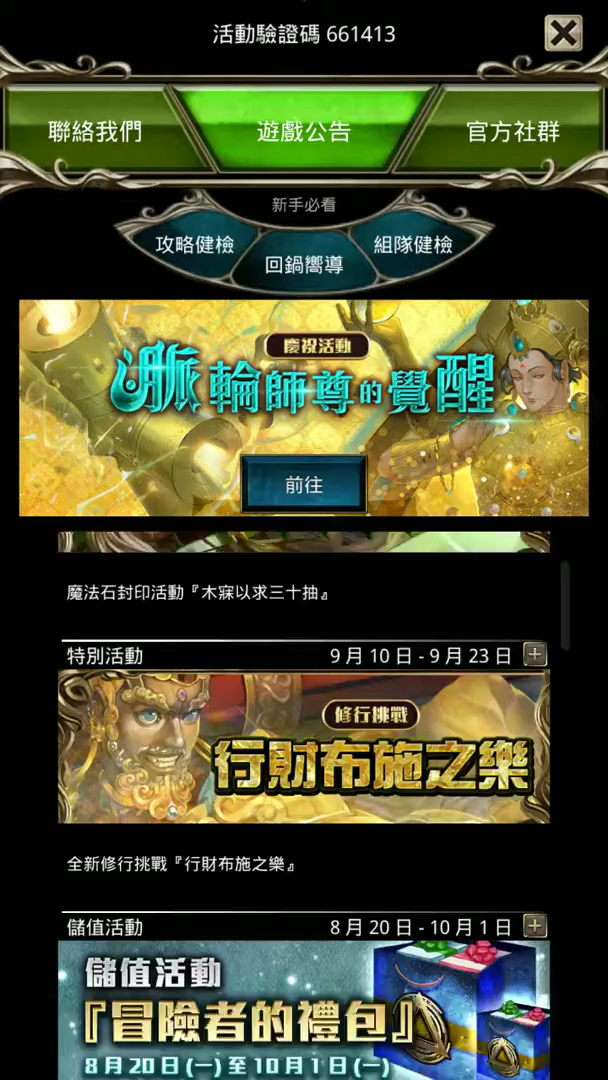 活動驗證碼 661413
聯絡我們
遊戲公告
官方社群
新手必看
攻略健檢
回鍋嚮導
組隊健檢
慶祝活動
脈輪師尊的覺醒
前往
魔法石封印活動『木寐以求三十抽』
特別活動
9 月 10 日 - 9 月 23 日
修行挑戰
行財布施之樂
全新修行挑戰『行財布施之樂』
儲值活動
8 月 20 日 - 10 月 1 日
儲值活動
『冒險者的禮包』
8月20日(一)至10月1日(一)